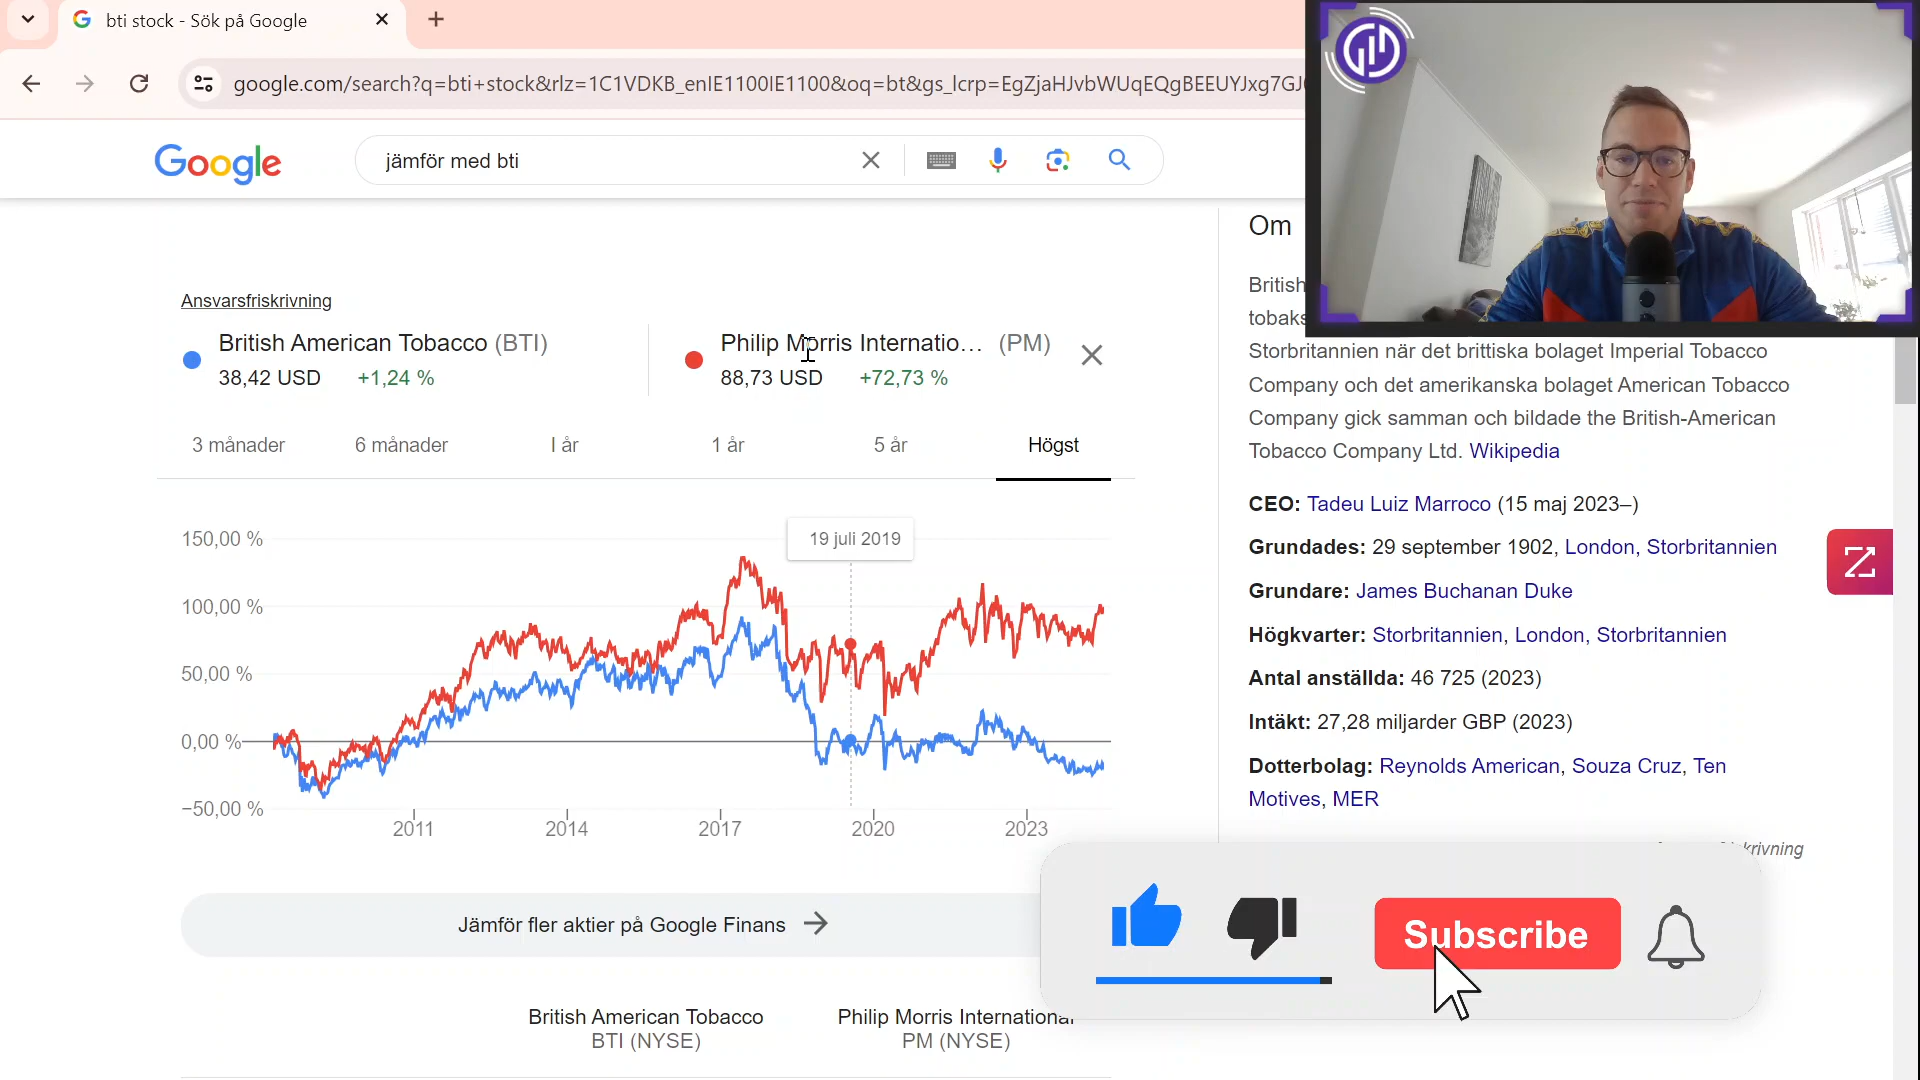 bti stock - Sök på Google
google.com/search?q=bti+stock&rlz=1C1VDKB_enIE1100IE1100&oq=bt&gs_lcrp=EgZjaHJvbWUqEQgBEEUYJxg7GJ
Google
jämför med bti
Ansvarsfriskrivning
British American Tobacco (BTI)
38,42 USD +1,24 %
Philip Morris Internatio... (PM)
88,73 USD +72,73 %
3 månader 6 månader I år 1 år 5 år Högst
19 juli 2019
150,00 %
100,00 %
50,00 %
0,00 %
−50,00 %
2011 2014 2017 2020 2023
Jämför fler aktier på Google Finans
British American Tobacco
BTI (NYSE)
Philip Morris International
PM (NYSE)
Om
British
tobaks
Storbritannien när det brittiska bolaget Imperial Tobacco
Company och det amerikanska bolaget American Tobacco
Company gick samman och bildade the British-American
Tobacco Company Ltd. Wikipedia
CEO: Tadeu Luiz Marroco (15 maj 2023–)
Grundades: 29 september 1902, London, Storbritannien
Grundare: James Buchanan Duke
Högkvarter: Storbritannien, London, Storbritannien
Antal anställda: 46 725 (2023)
Intäkt: 27,28 miljarder GBP (2023)
Dotterbolag: Reynolds American, Souza Cruz, Ten
Motives, MER
krivning
Subscribe